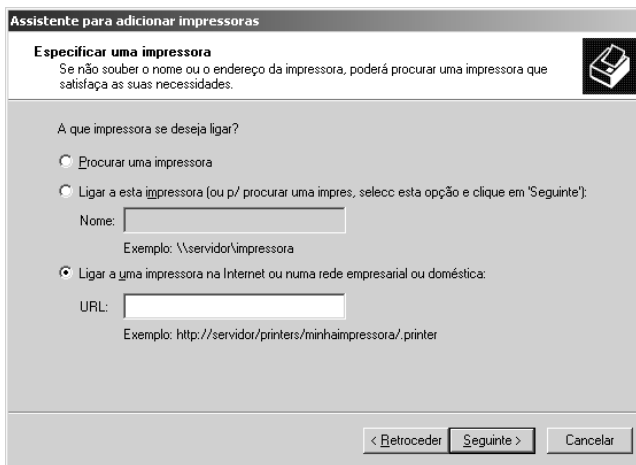 Assistente para adicionar impressoras
Especificar uma impressora
Se não souber o nome ou o endereço da impressora, poderá procurar uma impressora que
satisfaça as suas necessidades.
A que impressora se deseja ligar?
Procurar uma impressora
Ligar a esta impressora (ou p/ procurar uma impres, selecc esta opção e clique em 'Seguinte'):
Nome:
Exemplo: \\servidor\impressora
Ligar a uma impressora na Internet ou numa rede empresarial ou doméstica:
URL:
Exemplo: http://servidor/printers/minhaimpressora/.printer
< Retroceder Seguinte > Cancelar